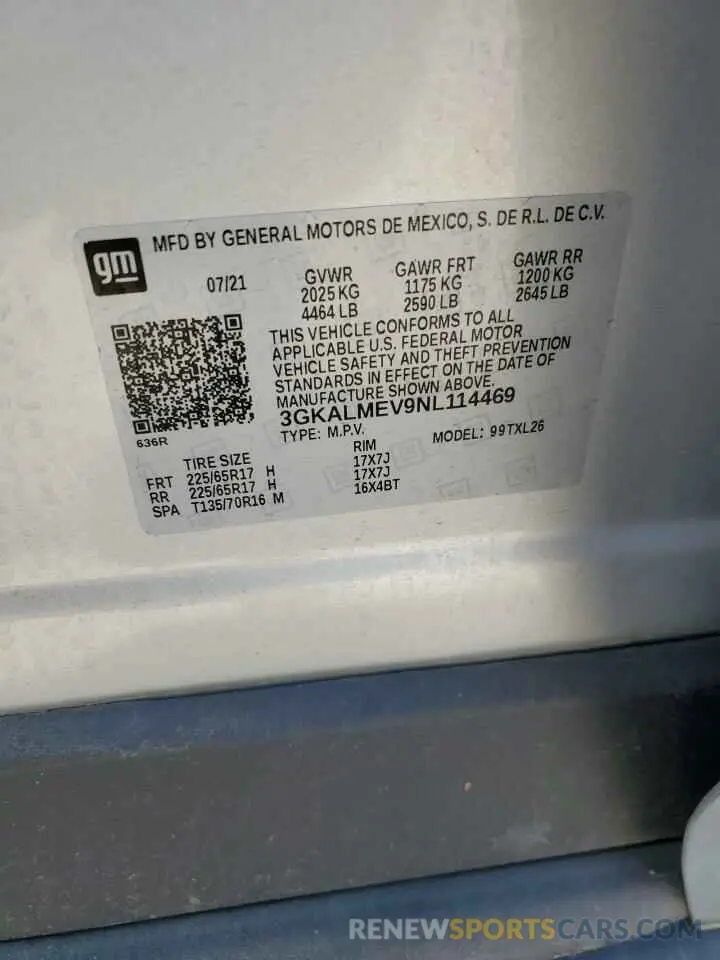 gm
MFD BY GENERAL MOTORS DE MEXICO, S. DE R.L. DE C.V.
07/21
GVWR
2025 KG
4464 LB
GAWR FRT
1175 KG
2590 LB
GAWR RR
1200 KG
2645 LB
THIS VEHICLE CONFORMS TO ALL
APPLICABLE U.S. FEDERAL MOTOR
VEHICLE SAFETY AND THEFT PREVENTION
STANDARDS IN EFFECT ON THE DATE OF
MANUFACTURE SHOWN ABOVE.
3GKALMEV9NL114469
636R
TYPE: M.P.V. MODEL: 99TXL26
TIRE SIZE RIM
FRT 225/65R17 H 17X7J
RR 225/65R17 H 17X7J
SPA T135/70R16 M 16X4BT
RENEWSPORTSCARS.COM